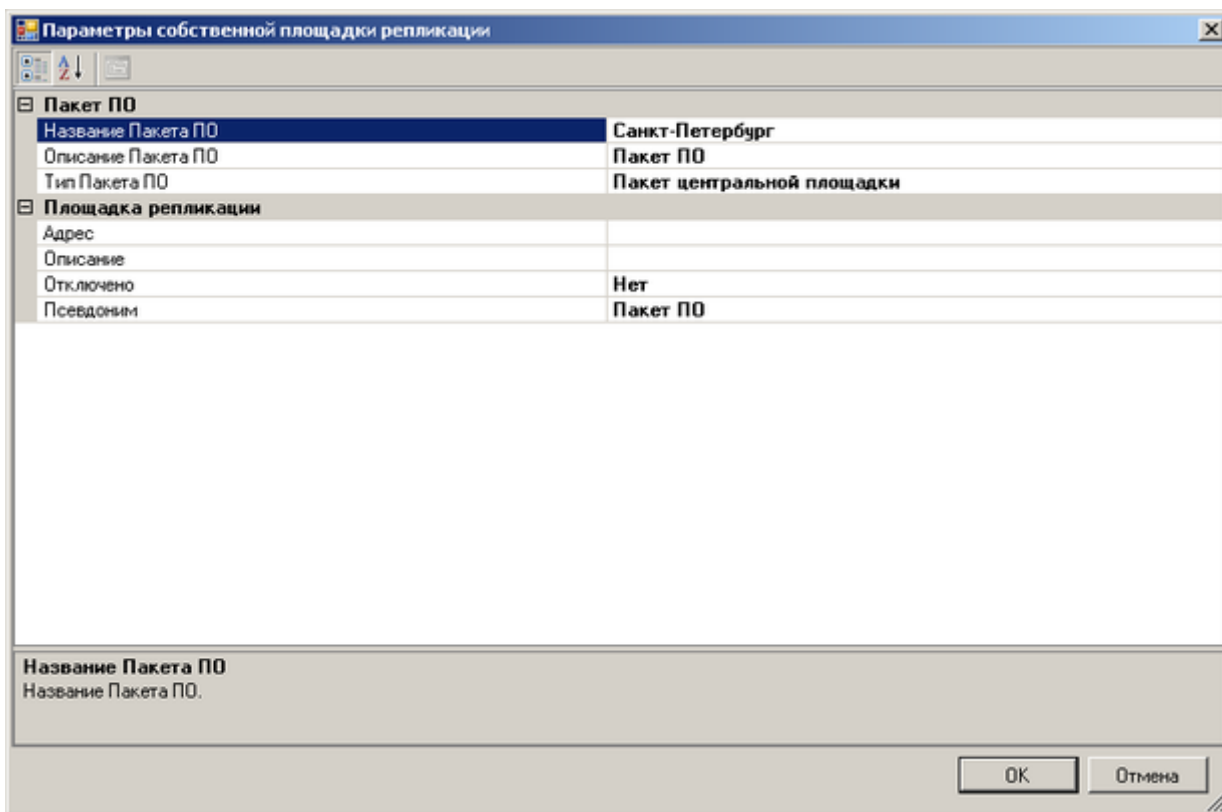 Параметры собственной площадки репликации
Пакет ПО
Название Пакета ПО Санкт-Петербург
Описание Пакета ПО Пакет ПО
Тип Пакета ПО Пакет центральной площадки
Площадка репликации
Адрес
Описание
Отключено Нет
Псевдоним Пакет ПО
Название Пакета ПО
Название Пакета ПО.
OK Отмена